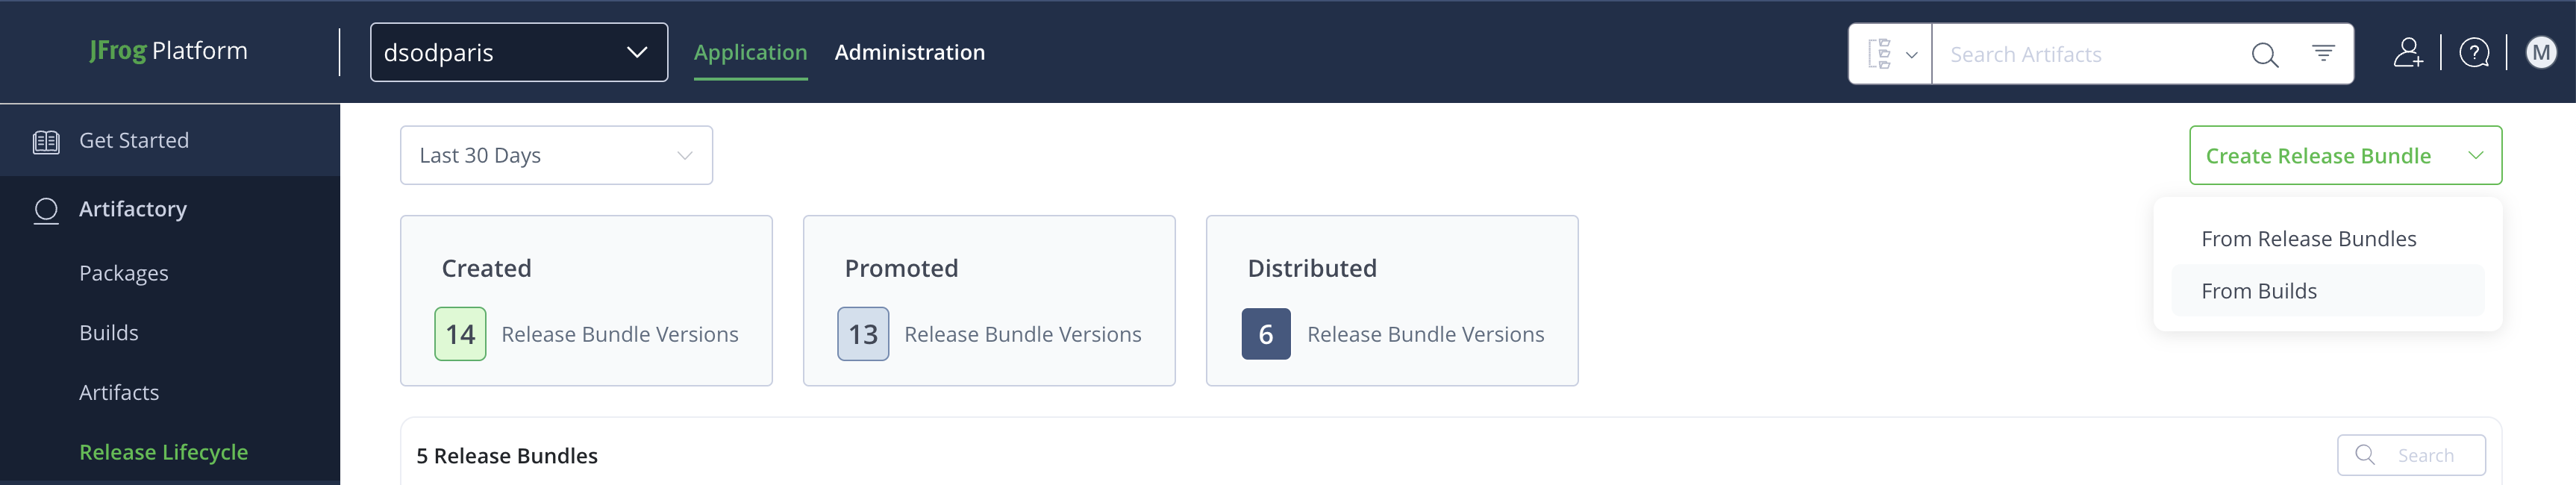 JFrog Platform
dsodparis
Application
Administration
Search Artifacts
M
Get Started
Artifactory
Packages
Builds
Artifacts
Release Lifecycle
Last 30 Days
Create Release Bundle
From Release Bundles
From Builds
Created
14 Release Bundle Versions
Promoted
13 Release Bundle Versions
Distributed
6 Release Bundle Versions
5 Release Bundles
Search